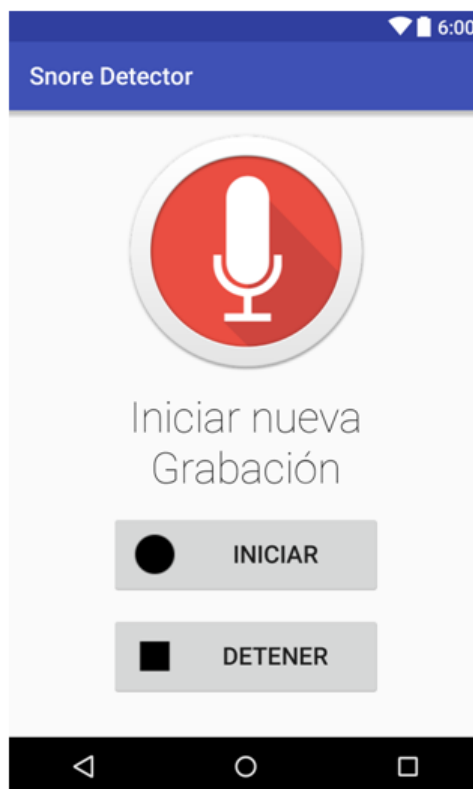 6:00
Snore Detector
Iniciar nueva
Grabación
INICIAR
DETENER